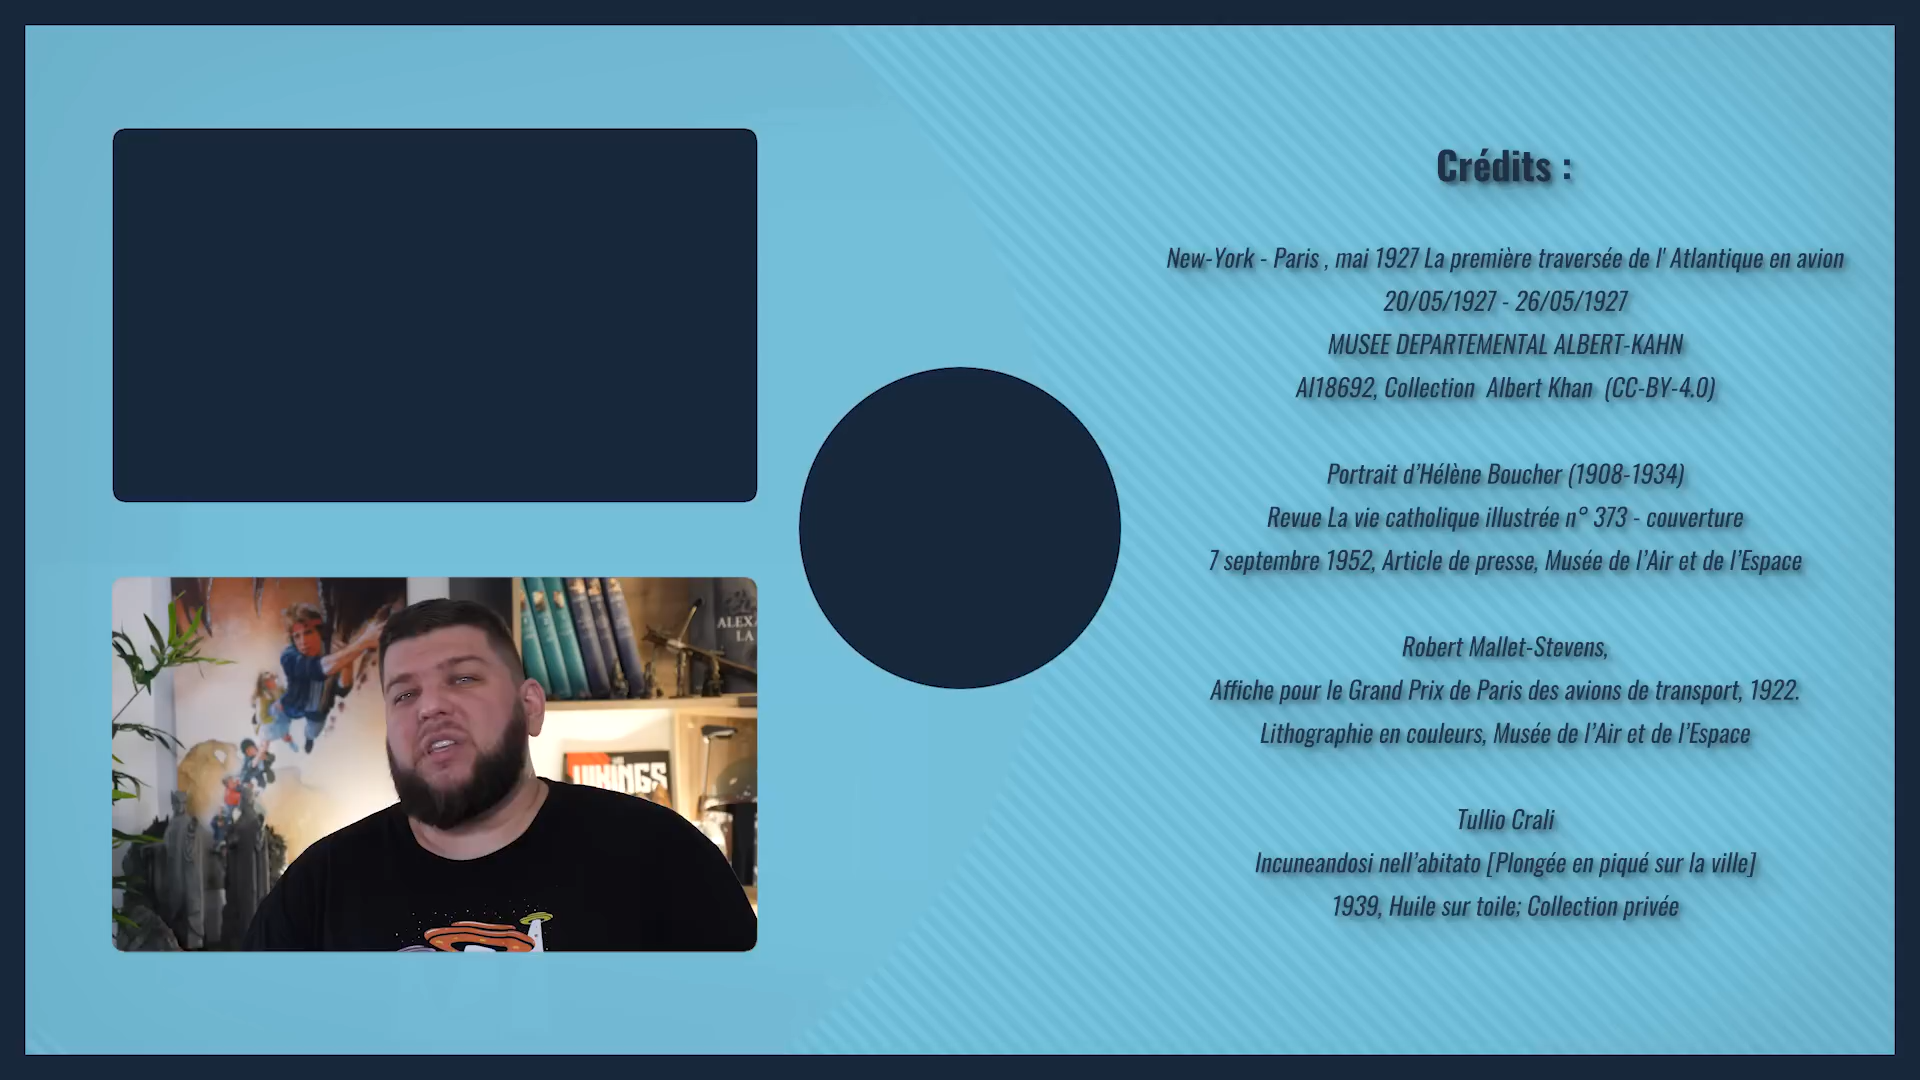 Crédits :
New-York - Paris , mai 1927 La première traversée de l' Atlantique en avion
20/05/1927 - 26/05/1927
MUSEE DEPARTEMENTAL ALBERT-KAHN
AI18692, Collection Albert Khan (CC-BY-4.0)
Portrait d’Hélène Boucher (1908-1934)
Revue La vie catholique illustrée n° 373 - couverture
7 septembre 1952, Article de presse, Musée de l’Air et de l’Espace
Robert Mallet-Stevens,
Affiche pour le Grand Prix de Paris des avions de transport, 1922.
Lithographie en couleurs, Musée de l’Air et de l’Espace
Tullio Crali
Incuneandosi nell’abitato [Plongée en piqué sur la ville]
1939, Huile sur toile; Collection privée
ALEX
LA
VIKINGS